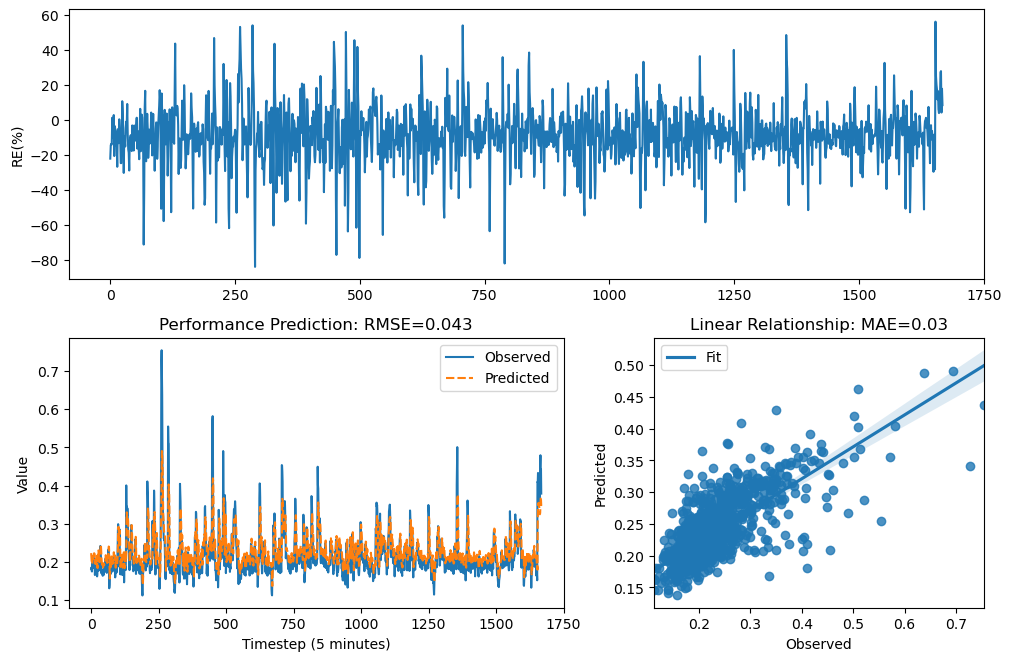 60
40
20
0
−20
−40
−60
−80
RE(%)
0 250 500 750 1000 1250 1500 1750
Performance Prediction: RMSE=0.043
Observed
Predicted
0.7
0.6
0.5
0.4
0.3
0.2
0.1
Value
0 250 500 750 1000 1250 1500 1750
Timestep (5 minutes)
Linear Relationship: MAE=0.03
Fit
0.50
0.45
0.40
0.35
0.30
0.25
0.20
0.15
Predicted
0.2 0.3 0.4 0.5 0.6 0.7
Observed